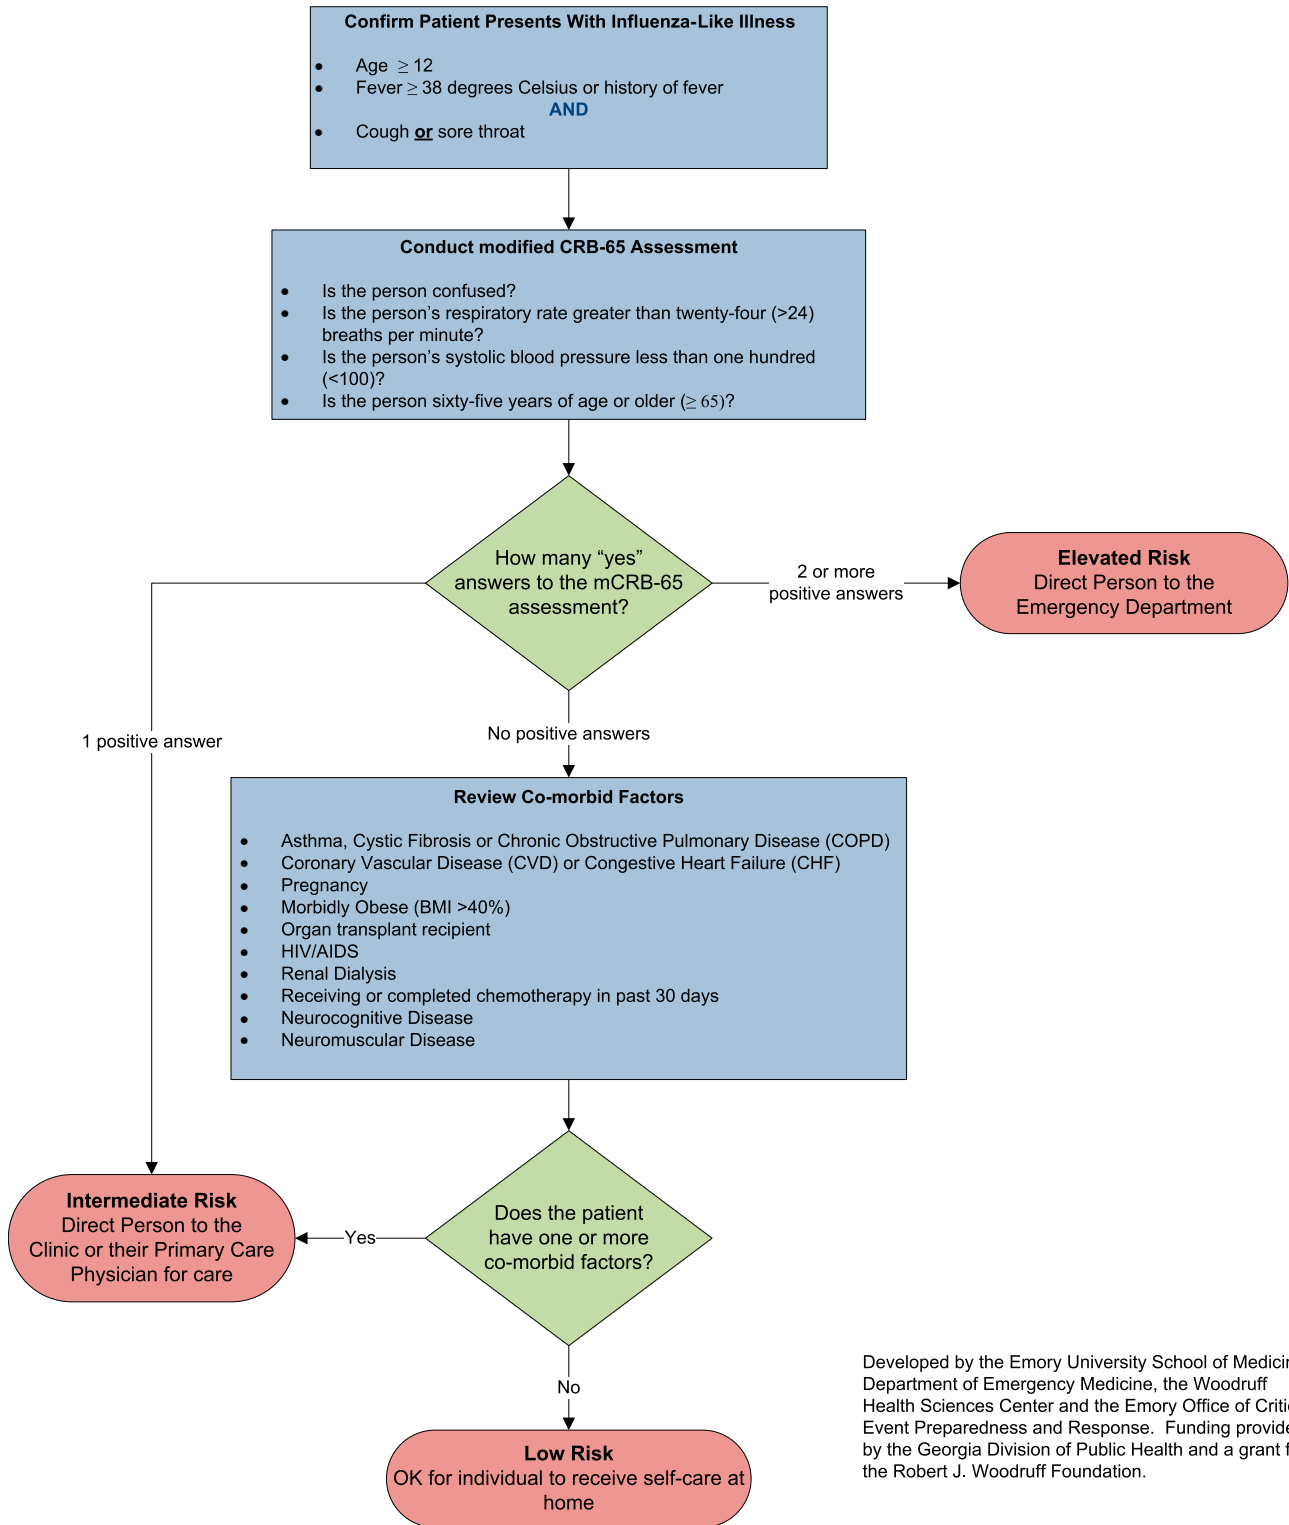 Confirm Patient Presents With Influenza-Like Illness
• Age ≥ 12
• Fever ≥ 38 degrees Celsius or history of fever
AND
• Cough or sore throat
Conduct modified CRB-65 Assessment
• Is the person confused?
• Is the person’s respiratory rate greater than twenty-four (>24)
breaths per minute?
• Is the person’s systolic blood pressure less than one hundred
(<100)?
• Is the person sixty-five years of age or older (≥ 65)?
How many “yes”
answers to the mCRB-65
assessment?
2 or more
positive answers
Elevated Risk
Direct Person to the
Emergency Department
1 positive answer
No positive answers
Review Co-morbid Factors
• Asthma, Cystic Fibrosis or Chronic Obstructive Pulmonary Disease (COPD)
• Coronary Vascular Disease (CVD) or Congestive Heart Failure (CHF)
• Pregnancy
• Morbidly Obese (BMI >40%)
• Organ transplant recipient
• HIV/AIDS
• Renal Dialysis
• Receiving or completed chemotherapy in past 30 days
• Neurocognitive Disease
• Neuromuscular Disease
Does the patient
have one or more
co-morbid factors?
Yes
Intermediate Risk
Direct Person to the
Clinic or their Primary Care
Physician for care
No
Low Risk
OK for individual to receive self-care at
home
Developed by the Emory University School of Medicin
Department of Emergency Medicine, the Woodruff
Health Sciences Center and the Emory Office of Critic
Event Preparedness and Response. Funding provide
by the Georgia Division of Public Health and a grant f
the Robert J. Woodruff Foundation.